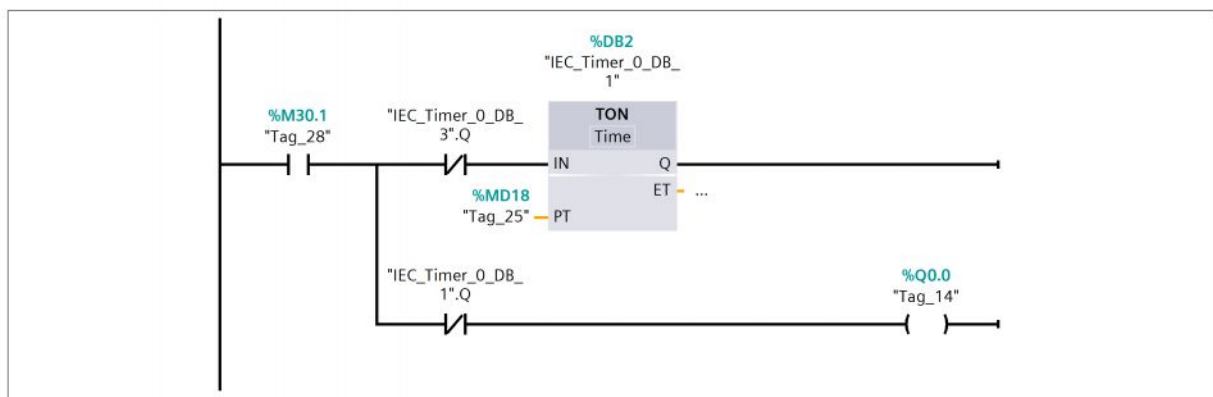 %DB2
"IEC_Timer_0_DB_
1"
%M30.1
"Tag_28"
"IEC_Timer_0_DB_
3".Q
TON
Time
IN
Q
%MD18
"Tag_25"
PT
ET
...
"IEC_Timer_0_DB_
1".Q
%Q0.0
"Tag_14"